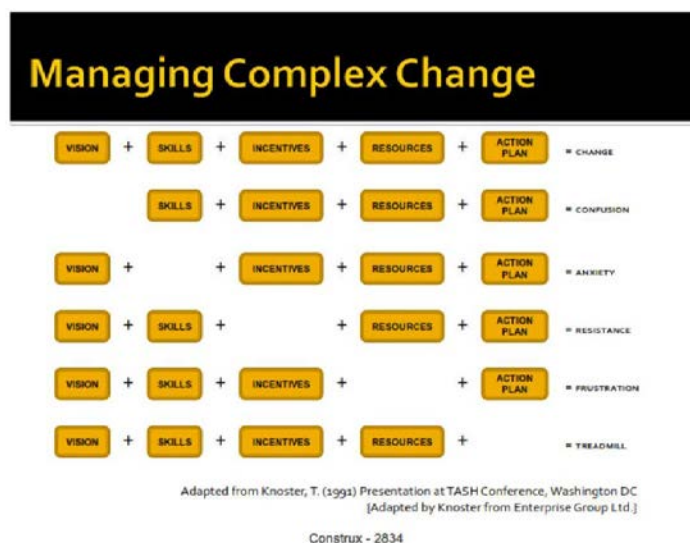 Managing Complex Change
VISION + SKILLS + INCENTIVES + RESOURCES + ACTION PLAN = CHANGE
SKILLS + INCENTIVES + RESOURCES + ACTION PLAN = CONFUSION
VISION + + INCENTIVES + RESOURCES + ACTION PLAN = ANXIETY
VISION + SKILLS + + RESOURCES + ACTION PLAN = RESISTANCE
VISION + SKILLS + INCENTIVES + + ACTION PLAN = FRUSTRATION
VISION + SKILLS + INCENTIVES + RESOURCES + = TREADMILL
Adapted from Knoster, T. (1991) Presentation at TASH Conference, Washington DC
[Adapted by Knoster from Enterprise Group Ltd.]
Construx - 2834